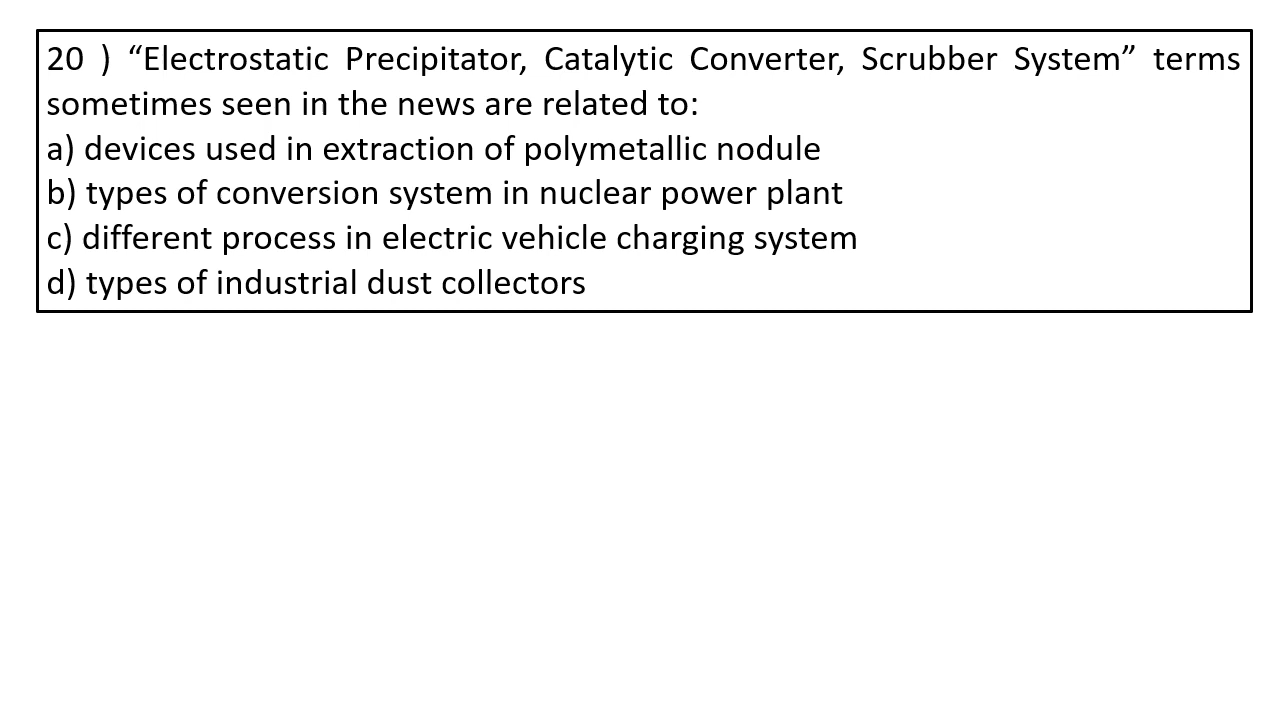 20 ) “Electrostatic Precipitator, Catalytic Converter, Scrubber System” terms
sometimes seen in the news are related to:
a) devices used in extraction of polymetallic nodule
b) types of conversion system in nuclear power plant
c) different process in electric vehicle charging system
d) types of industrial dust collectors